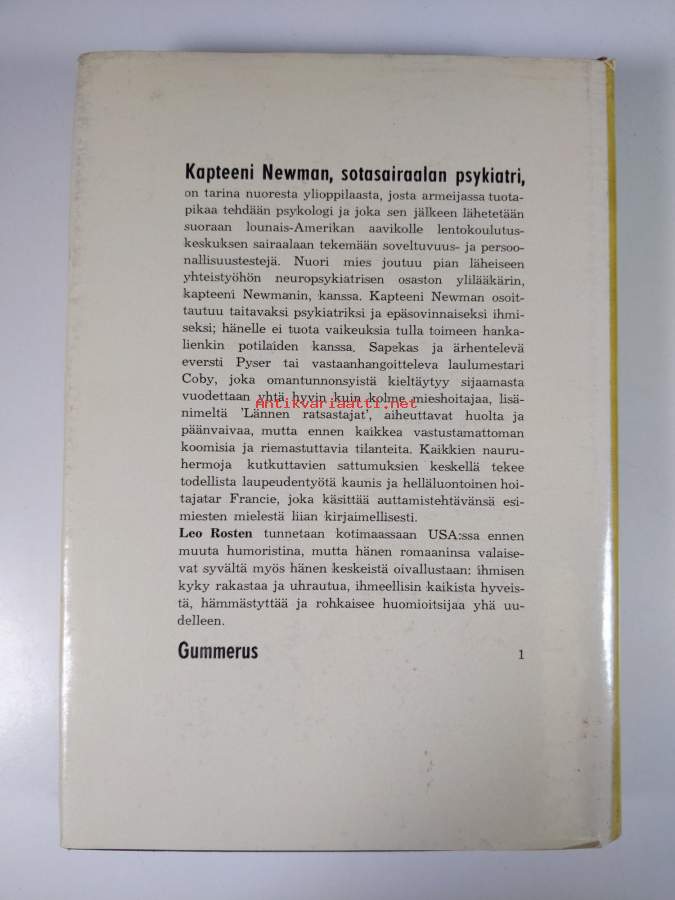 Kapteeni Newman, sotasairaalan psykiatri,
on tarina nuoresta ylioppilaasta, josta armeijassa tuota-
pikaa tehdään psykologi ja joka sen jälkeen lähetetään
suoraan lounais-Amerikan aavikolle lentokoulutus-
keskuksen sairaalaan tekemään soveltuvuus- ja persoo-
nallisuustestejä. Nuori mies joutuu pian läheiseen
yhteistyöhön neuropsykiatrisen osaston ylilääkärin,
kapteeni Newmanin, kanssa. Kapteeni Newman osoit-
tautuu taitavaksi psykiatriksi ja epäsovinnaiseksi ihmi-
seksi; hänelle ei tuota vaikeuksia tulla toimeen hanka-
lienkin potilaiden kanssa. Sapekas ja ärhentelevä
eversti Pyser tai vastaanhangoitteleva laulumestari
Coby, joka omantunnonsyistä kieltäytyy sijaamasta
vuodettaan yhtä hyvin kuin kolme mieshoitajaa, lisä-
Antikvariaatti.net
nimeltä 'Lännen ratsastajat', aiheuttavat huolta ja
päänvaivaa, mutta ennen kaikkea vastustamattoman
koomisia ja riemastuttavia tilanteita. Kaikkien nauru-
hermoja kutkuttavien sattumuksien keskellä tekee
todellista laupeudentyötä kaunis ja helläluontoinen hoi-
tajatar Francie, joka käsittää auttamistehtävänsä esi-
miesten mielestä liian kirjaimellisesti.
Leo Rosten tunnetaan kotimaassaan USA:ssa ennen
muuta humoristina, mutta hänen romaaninsa valaise-
vat syvältä myös hänen keskeistä oivallustaan: ihmisen
kyky rakastaa ja uhrautua, ihmeellisin kaikista hyveis-
tä, hämmästyttää ja rohkaisee huomioitsijaa yhä uu-
delleen.
Gummerus 1